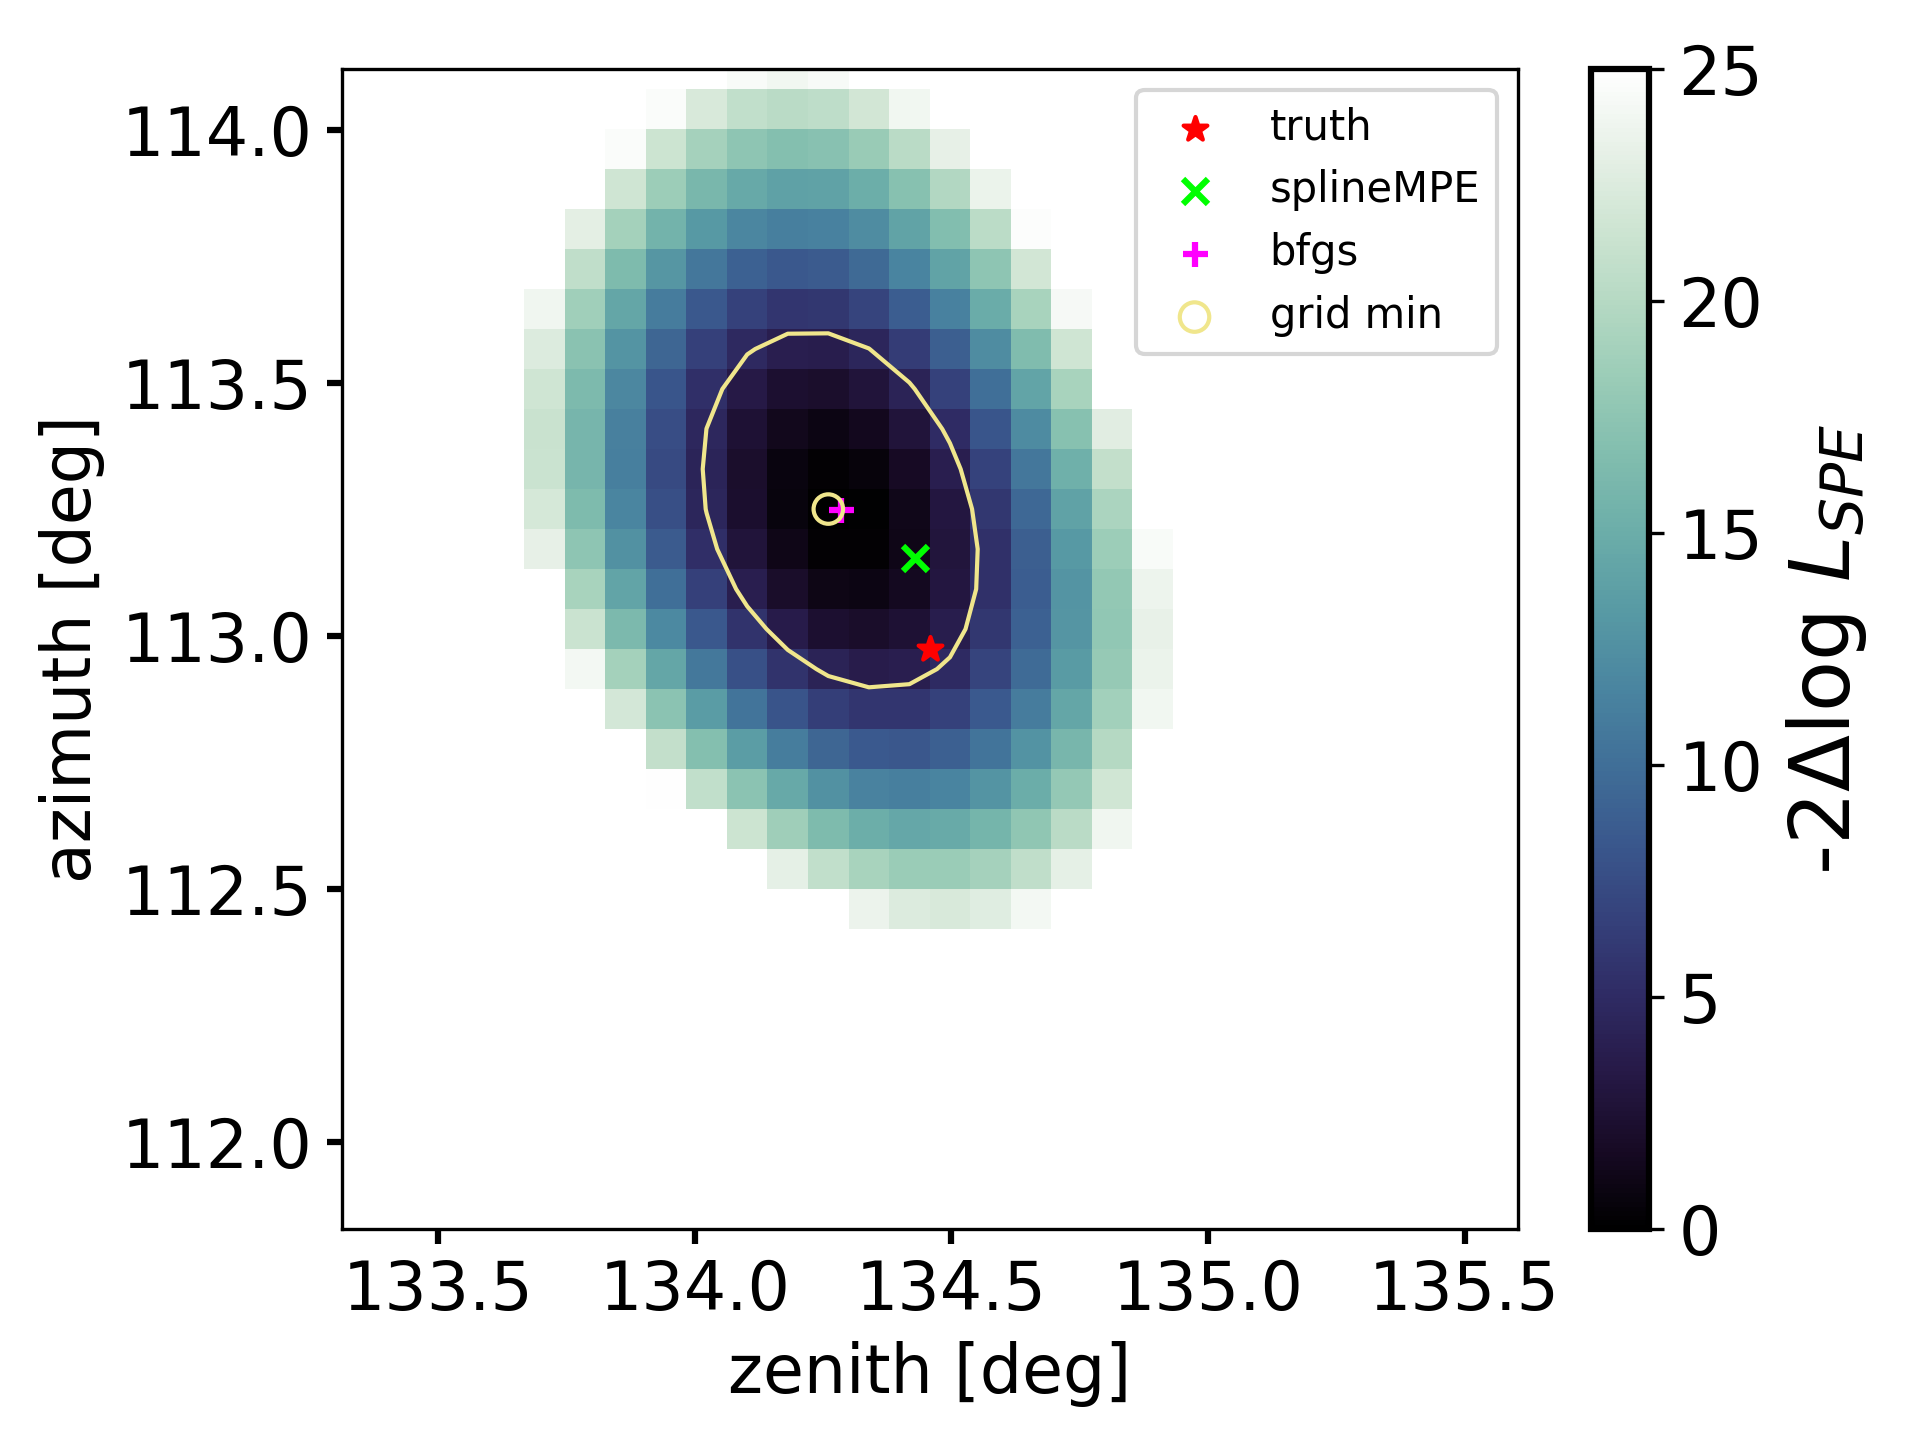 114.0
113.5
113.0
112.5
112.0
azimuth [deg]
133.5
134.0
134.5
135.0
135.5
zenith [deg]
truth
splineMPE
bfgs
grid min
25
20
15
10
5
0
-2Δlog L_SPE